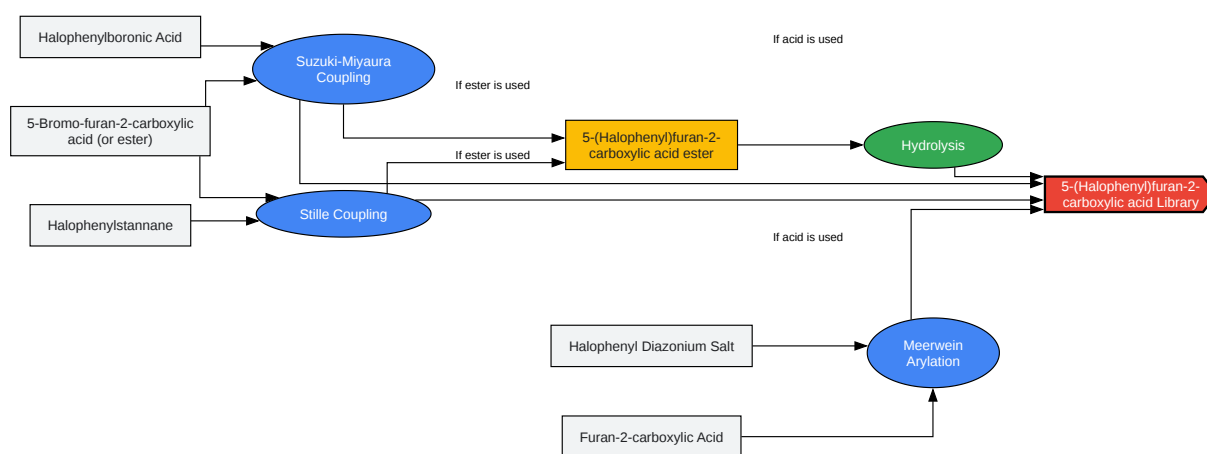 Halophenylboronic Acid
If acid is used
Suzuki-Miyaura
Coupling
If ester is used
5-Bromo-furan-2-carboxylic
acid (or ester)
5-(Halophenyl)furan-2-
carboxylic acid ester
Hydrolysis
If ester is used
5-(Halophenyl)furan-2-
carboxylic acid Library
Stille Coupling
Halophenylstannane
If acid is used
Halophenyl Diazonium Salt
Meerwein
Arylation
Furan-2-carboxylic Acid